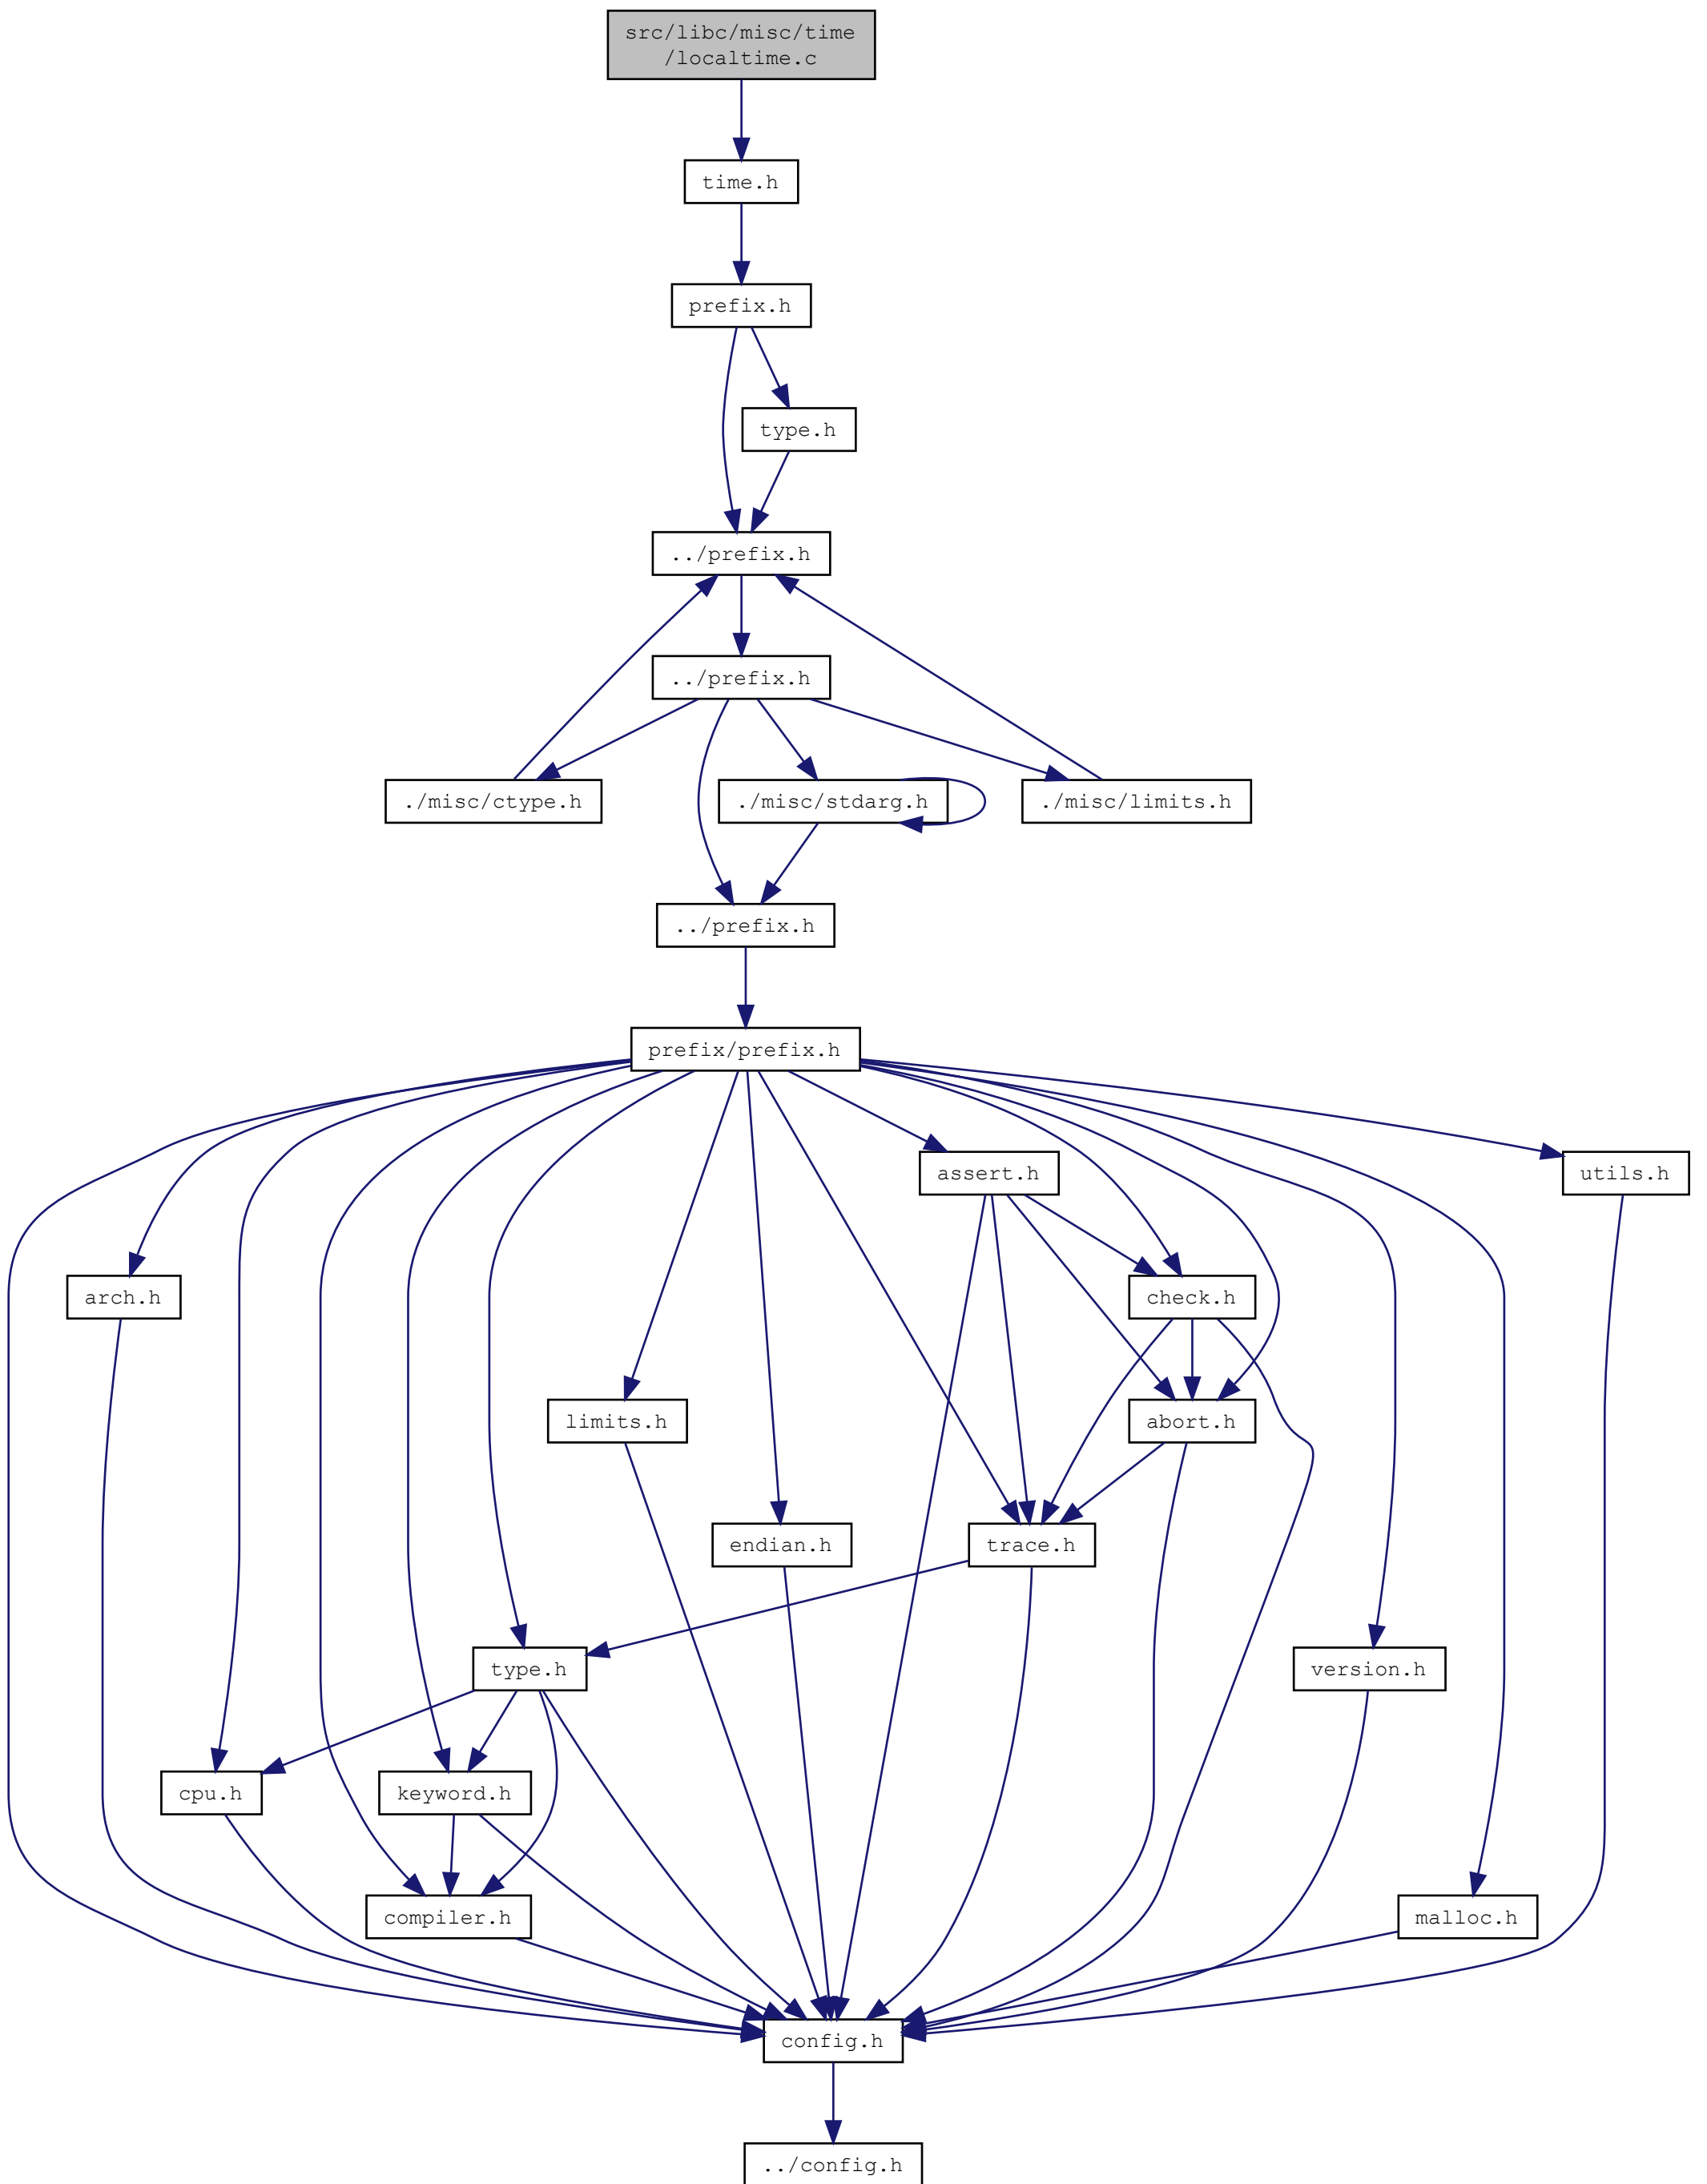 src/libc/misc/time
/localtime.c
time.h
prefix.h
type.h
../prefix.h
../prefix.h
./misc/ctype.h
./misc/stdarg.h
./misc/limits.h
../prefix.h
prefix/prefix.h
assert.h
utils.h
arch.h
check.h
limits.h
abort.h
endian.h
trace.h
type.h
version.h
cpu.h
keyword.h
compiler.h
malloc.h
config.h
../config.h